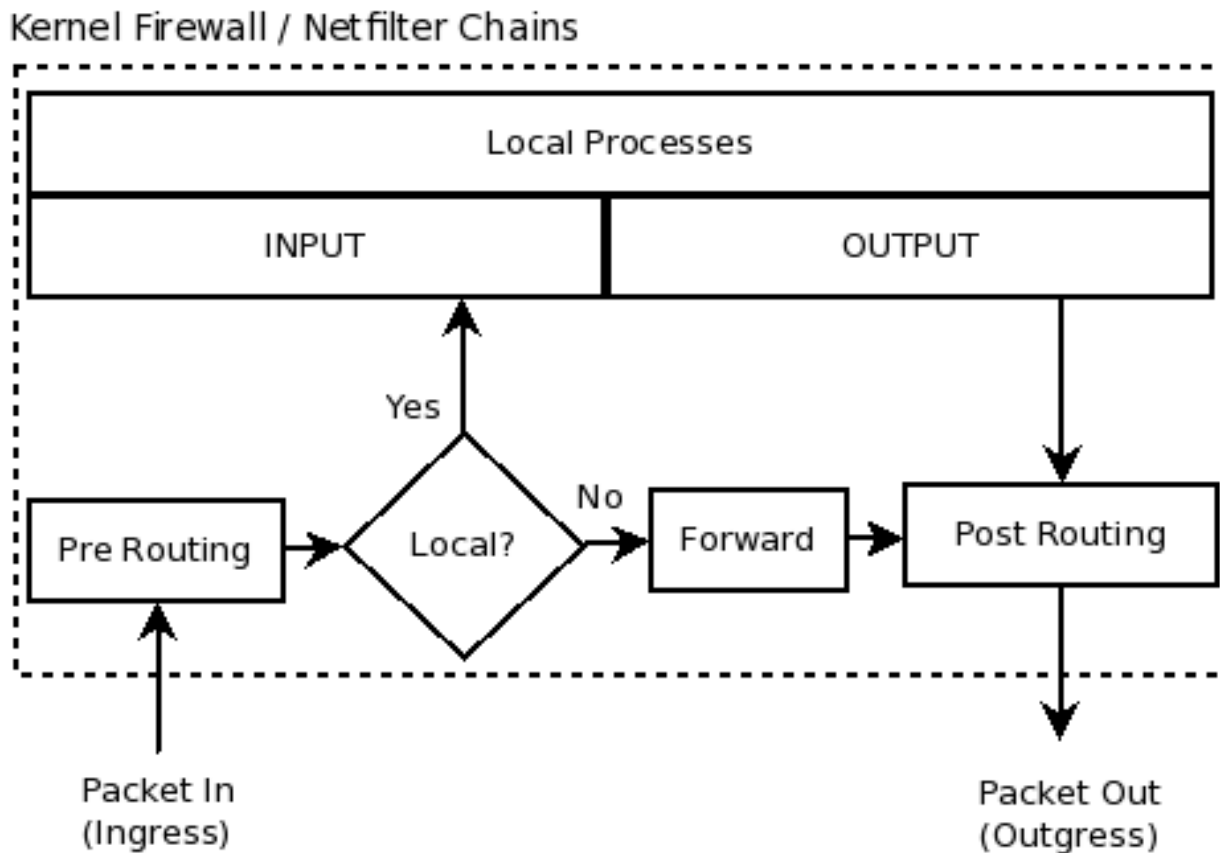 Kernel Firewall / Netfilter Chains
Local Processes
INPUT
OUTPUT
Yes
No
Pre Routing
Local?
Forward
Post Routing
Packet In
(Ingress)
Packet Out
(Outgress)